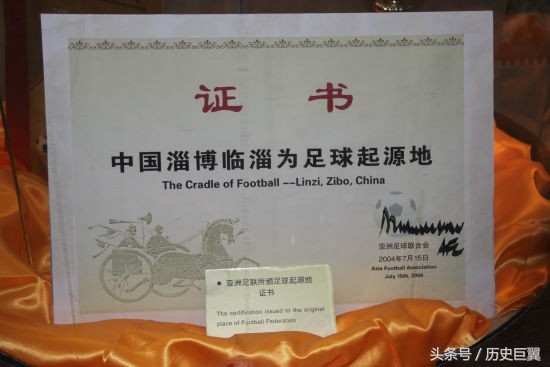 证 书
中国淄博临淄为足球起源地
The Cradle of Football --Linzi, Zibo, China
亚洲足球联合会
2004年7月15日
Asia Football Association
July 15th, 2004
● 亚洲足联所颁足球起源地
证书
The certification issued to the original
place of Football Federation
头条号 / 历史巨翼